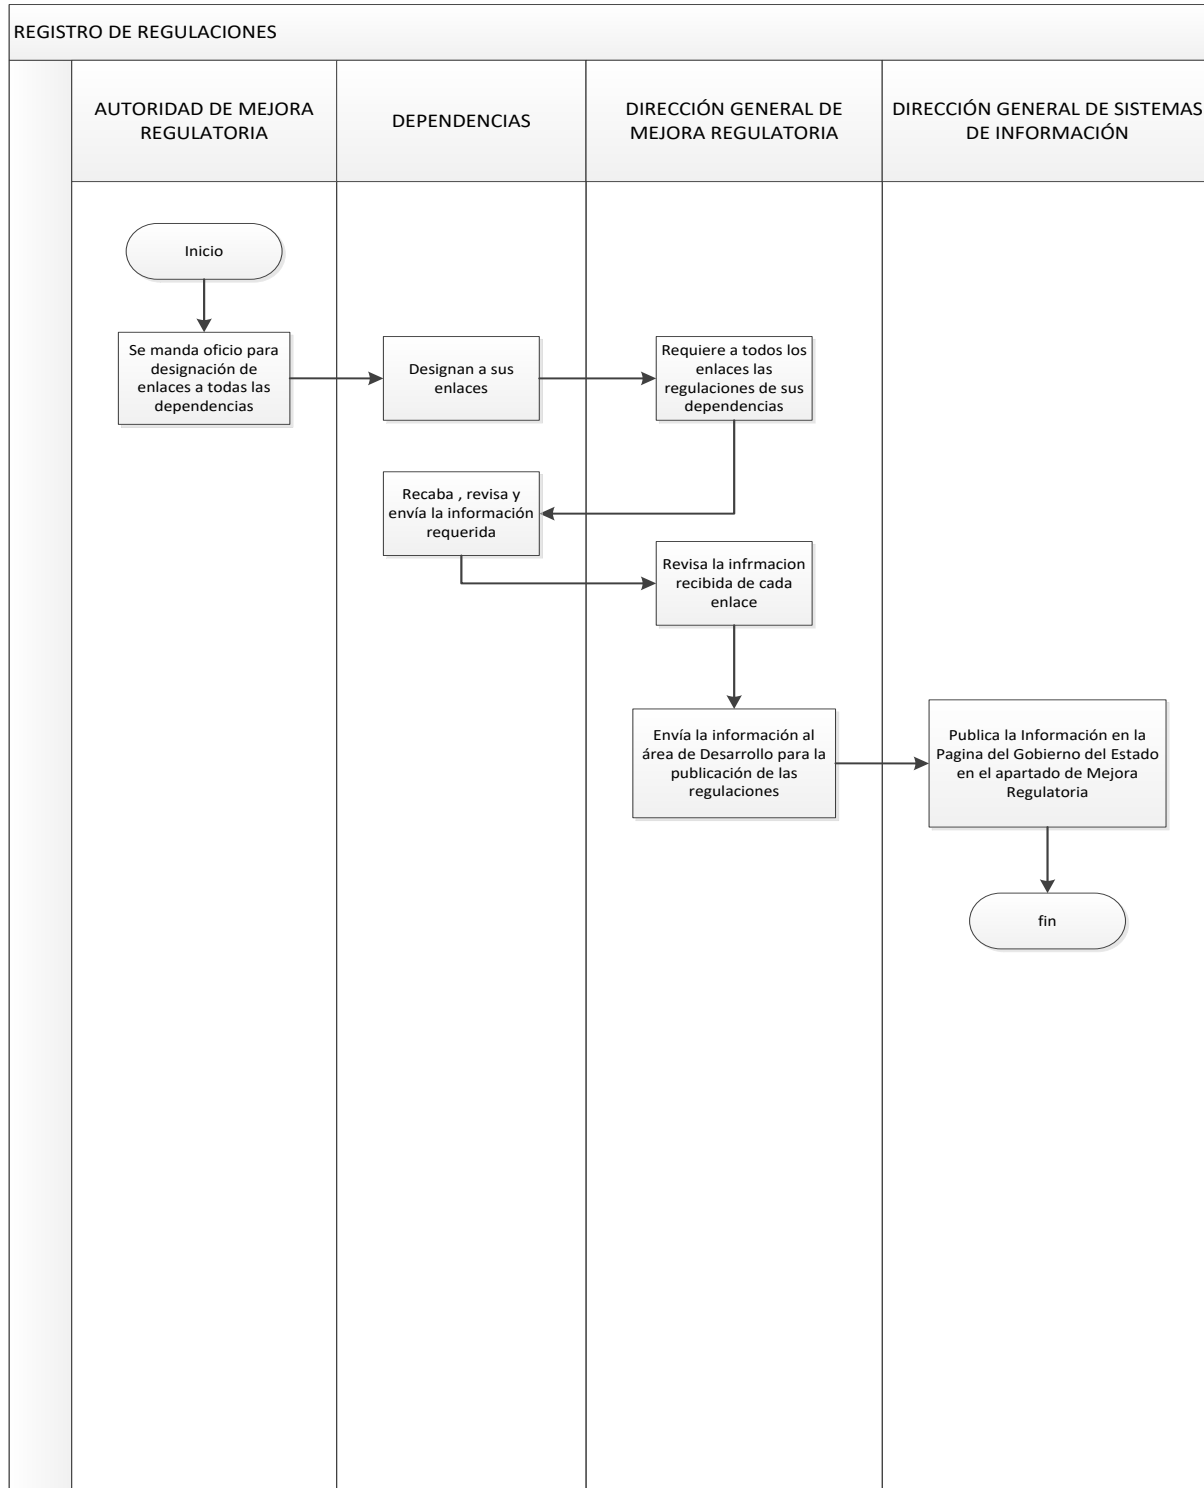 REGISTRO DE REGULACIONES
AUTORIDAD DE MEJORA
REGULATORIA
DEPENDENCIAS
DIRECCIÓN GENERAL DE
MEJORA REGULATORIA
DIRECCIÓN GENERAL DE SISTEMAS
DE INFORMACIÓN
Inicio
Se manda oficio para
designación de
enlaces a todas las
dependencias
Designan a sus
enlaces
Requiere a todos los
enlaces las
regulaciones de sus
dependencias
Recaba , revisa y
envía la información
requerida
Revisa la infrmacion
recibida de cada
enlace
Envía la información al
área de Desarrollo para la
publicación de las
regulaciones
Publica la Información en la
Pagina del Gobierno del Estado
en el apartado de Mejora
Regulatoria
fin